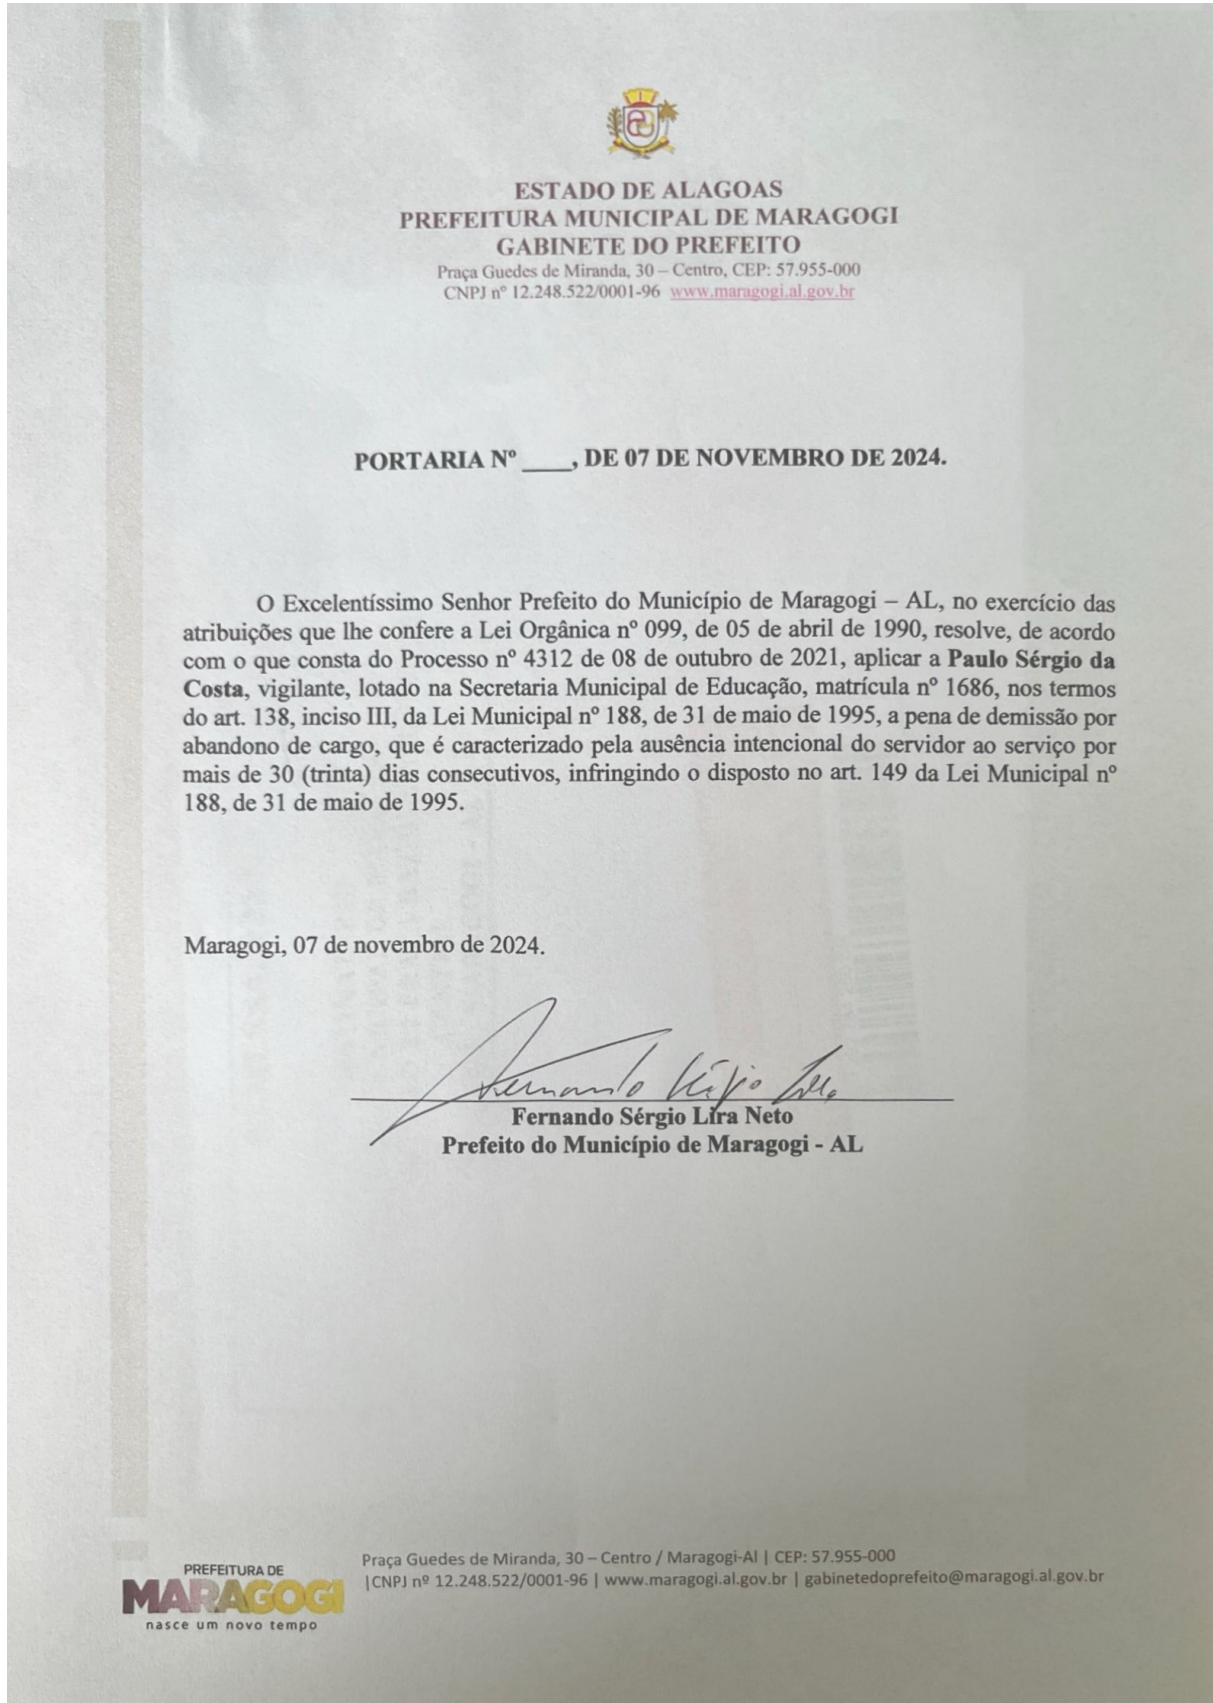 ESTADO DE ALAGOAS
PREFEITURA MUNICIPAL DE MARAGOGI
GABINETE DO PREFEITO
Praça Guedes de Miranda, 30 – Centro, CEP: 57.955-000
CNPJ nº 12.248.522/0001-96 www.maragogi.al.gov.br
PORTARIA Nº ____, DE 07 DE NOVEMBRO DE 2024.
O Excelentíssimo Senhor Prefeito do Município de Maragogi – AL, no exercício das
atribuições que lhe confere a Lei Orgânica nº 099, de 05 de abril de 1990, resolve, de acordo
com o que consta do Processo nº 4312 de 08 de outubro de 2021, aplicar a Paulo Sérgio da
Costa, vigilante, lotado na Secretaria Municipal de Educação, matrícula nº 1686, nos termos
do art. 138, inciso III, da Lei Municipal nº 188, de 31 de maio de 1995, a pena de demissão por
abandono de cargo, que é caracterizado pela ausência intencional do servidor ao serviço por
mais de 30 (trinta) dias consecutivos, infringindo o disposto no art. 149 da Lei Municipal nº
188, de 31 de maio de 1995.
Maragogi, 07 de novembro de 2024.
Fernando Sérgio Lira
Fernando Sérgio Lira Neto
Prefeito do Município de Maragogi - AL
PREFEITURA DE
MARAGOGI
nasce um novo tempo
Praça Guedes de Miranda, 30 – Centro / Maragogi-Al | CEP: 57.955-000
|CNPJ nº 12.248.522/0001-96 | www.maragogi.al.gov.br | gabinetedoprefeito@maragogi.al.gov.br